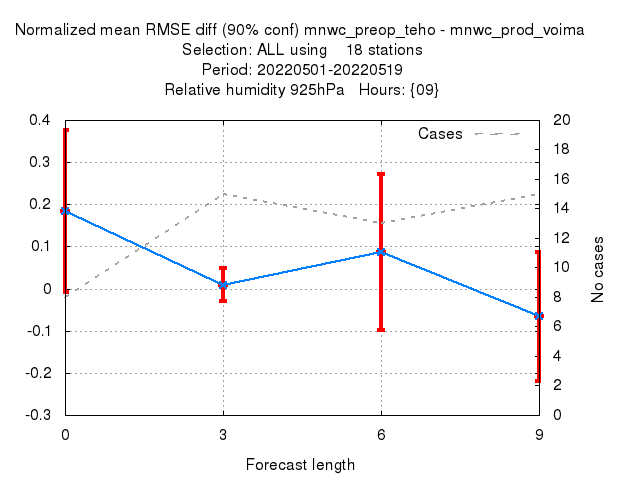 Normalized mean RMSE diff (90% conf) mnwc_preop_teho - mnwc_prod_voima
Selection: ALL using 18 stations
Period: 20220501-20220519
Relative humidity 925hPa Hours: {09}
Cases
0.4
0.3
0.2
0.1
0
-0.1
-0.2
-0.3
20
18
16
14
12
10
8
6
4
2
0
No cases
0 3 6 9
Forecast length